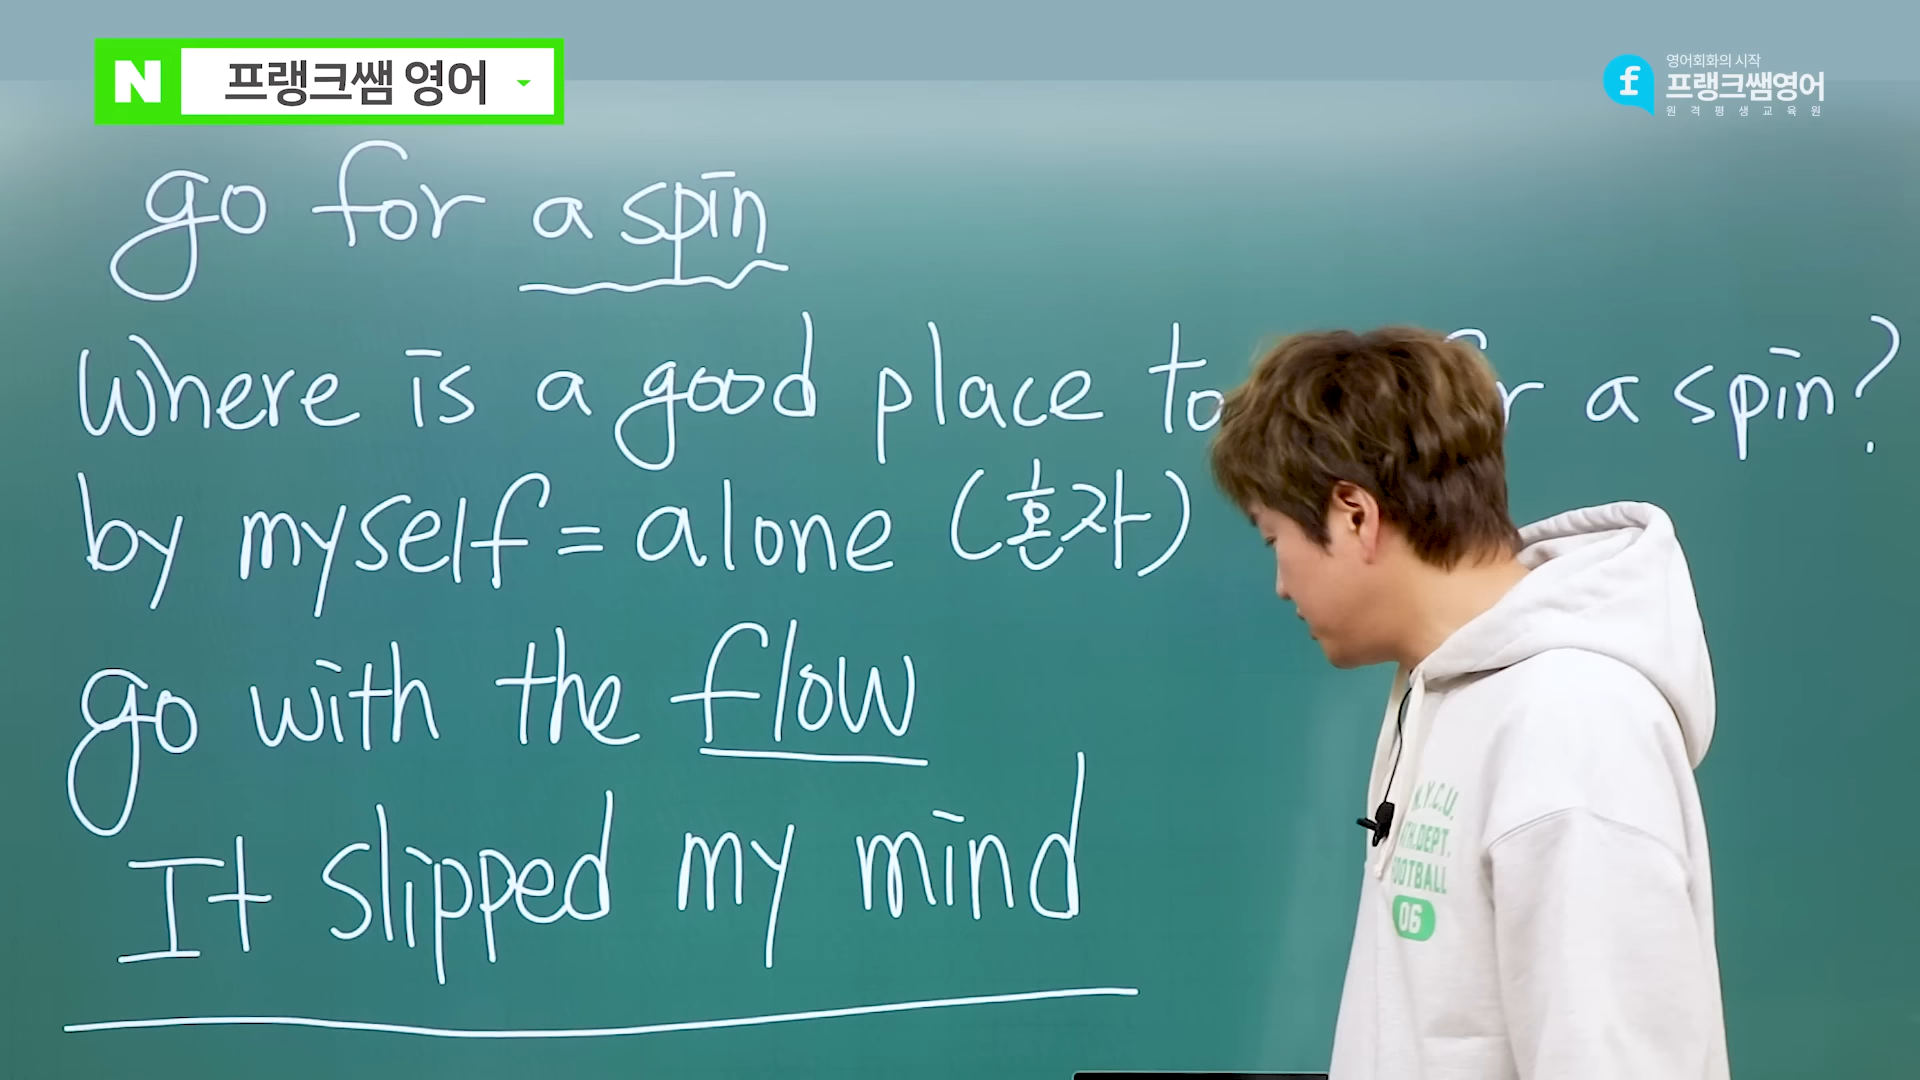 N 프랭크쌤 영어
영어회화의 시작
프랭크쌤영어
원격평생교육원
go for a spin
Where is a good place to a spin?
by myself = alone (혼자)
go with the flow
It slipped my mind
N.Y.C.U.
DEPT.
FOOTBALL
06